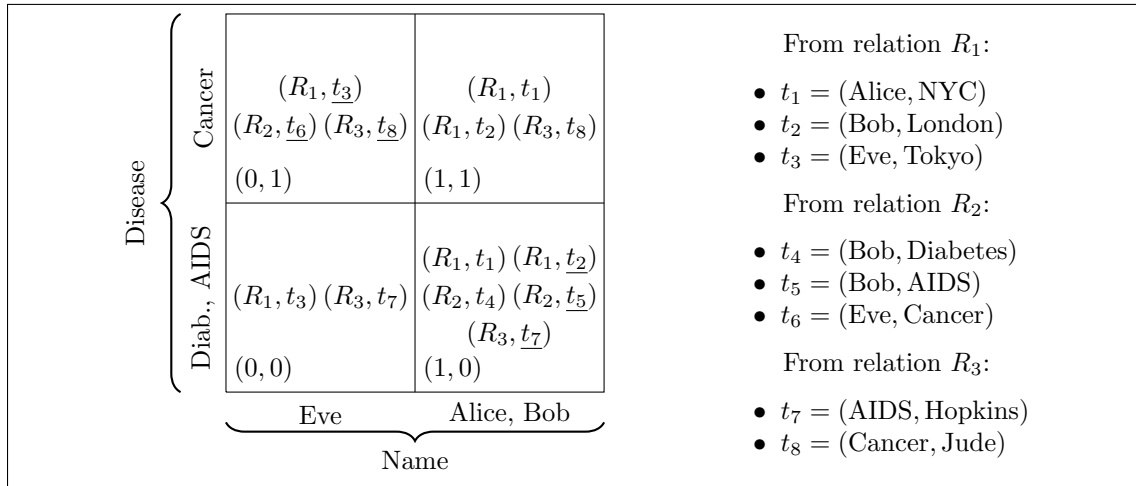 Disease
Cancer
Diab., AIDS
(R₁, t₃)
(R₂, t₆) (R₃, t₈)
(0, 1)
(R₁, t₁)
(R₁, t₂) (R₃, t₈)
(1, 1)
(R₁, t₃) (R₃, t₇)
(0, 0)
(R₁, t₁) (R₁, t₂)
(R₂, t₄) (R₂, t₅)
(R₃, t₇)
(1, 0)
Eve
Alice, Bob
Name
From relation R₁:
• t₁ = (Alice, NYC)
• t₂ = (Bob, London)
• t₃ = (Eve, Tokyo)
From relation R₂:
• t₄ = (Bob, Diabetes)
• t₅ = (Bob, AIDS)
• t₆ = (Eve, Cancer)
From relation R₃:
• t₇ = (AIDS, Hopkins)
• t₈ = (Cancer, Jude)